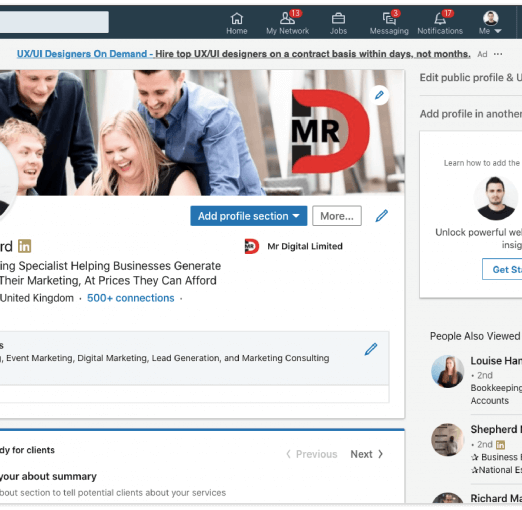 13
3
17
Home
My Network
Jobs
Messaging
Notifications
Me
UX/UI Designers On Demand - Hire top UX/UI designers on a contract basis within days, not months. Ad ...
Edit public profile & U
Add profile in another
MR
D
Learn how to add the
Unlock powerful wel
insig
Get Sta
Add profile section
More...
rd in
MR Mr Digital Limited
ing Specialist Helping Businesses Generate
Their Marketing, At Prices They Can Afford
United Kingdom · 500+ connections ·
s
, Event Marketing, Digital Marketing, Lead Generation, and Marketing Consulting
People Also Viewed
Louise Han
• 2nd
Bookkeeping
Accounts
Shepherd
• 2nd in
☆ Business
☆National Es
Richard Ma
dy for clients
Previous
Next
your about summary
bout section to tell potential clients about your services